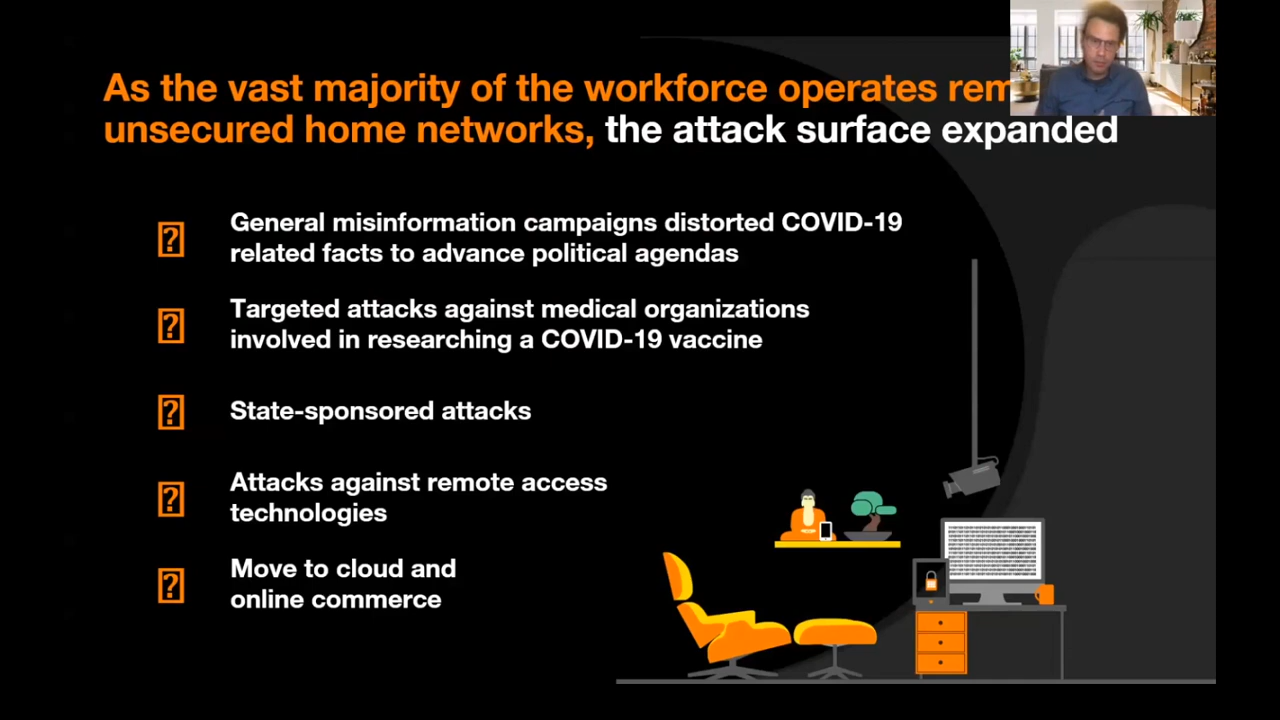 As the vast majority of the workforce operates
unsecured home networks, the attack surface expanded
General misinformation campaigns distorted COVID-19
related facts to advance political agendas
Targeted attacks against medical organizations
involved in researching a COVID-19 vaccine
State-sponsored attacks
Attacks against remote access
technologies
Move to cloud and
online commerce